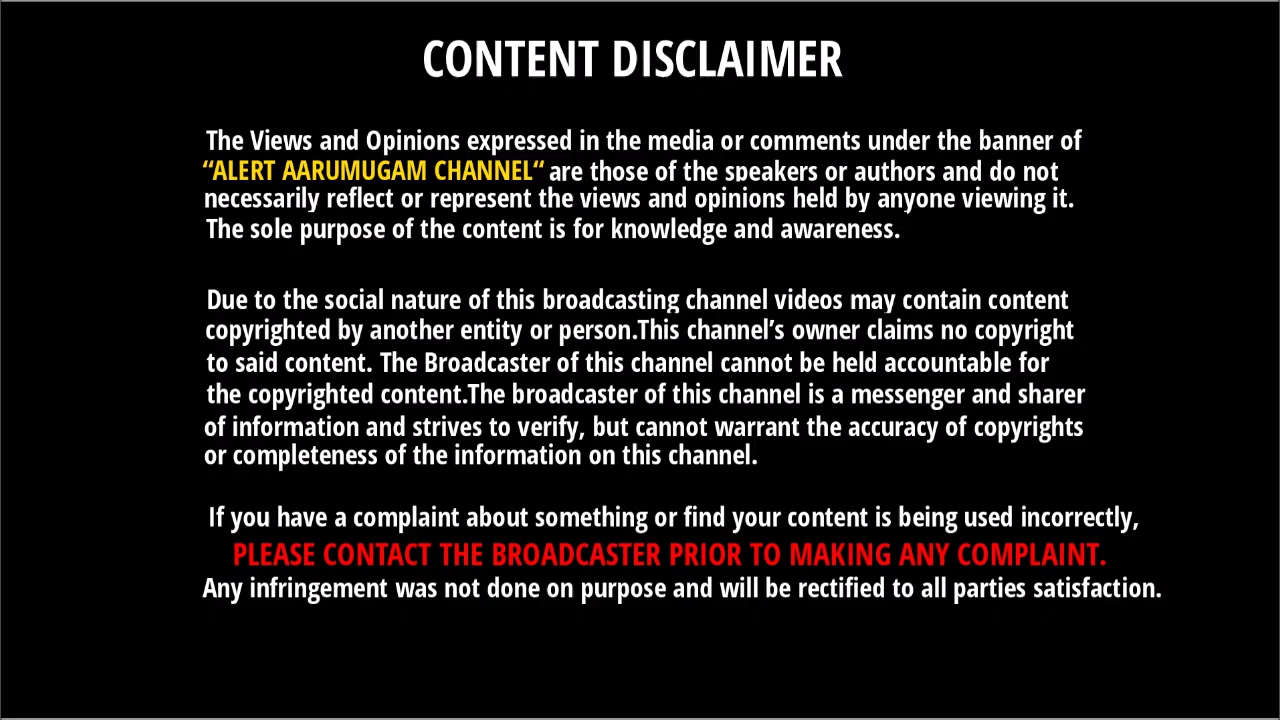 CONTENT DISCLAIMER
The Views and Opinions expressed in the media or comments under the banner of
“ALERT AARUMUGAM CHANNEL“ are those of the speakers or authors and do not
necessarily reflect or represent the views and opinions held by anyone viewing it.
The sole purpose of the content is for knowledge and awareness.
Due to the social nature of this broadcasting channel videos may contain content
copyrighted by another entity or person.This channel’s owner claims no copyright
to said content. The Broadcaster of this channel cannot be held accountable for
the copyrighted content.The broadcaster of this channel is a messenger and sharer
of information and strives to verify, but cannot warrant the accuracy of copyrights
or completeness of the information on this channel.
If you have a complaint about something or find your content is being used incorrectly,
PLEASE CONTACT THE BROADCASTER PRIOR TO MAKING ANY COMPLAINT.
Any infringement was not done on purpose and will be rectified to all parties satisfaction.